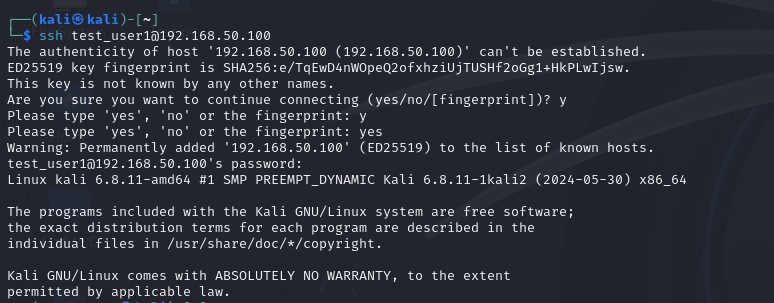 ┌──(kali㉿kali)-[~]
└─$ ssh test_user1@192.168.50.100
The authenticity of host '192.168.50.100 (192.168.50.100)' can't be established.
ED25519 key fingerprint is SHA256:e/TqEwD4nWOpeQ2ofxhziUjTUSHf2oGg1+HkPLwIjsw.
This key is not known by any other names.
Are you sure you want to continue connecting (yes/no/[fingerprint])? y
Please type 'yes', 'no' or the fingerprint: y
Please type 'yes', 'no' or the fingerprint: yes
Warning: Permanently added '192.168.50.100' (ED25519) to the list of known hosts.
test_user1@192.168.50.100's password:
Linux kali 6.8.11-amd64 #1 SMP PREEMPT_DYNAMIC Kali 6.8.11-1kali2 (2024-05-30) x86_64

The programs included with the Kali GNU/Linux system are free software;
the exact distribution terms for each program are described in the
individual files in /usr/share/doc/*/copyright.

Kali GNU/Linux comes with ABSOLUTELY NO WARRANTY, to the extent
permitted by applicable law.